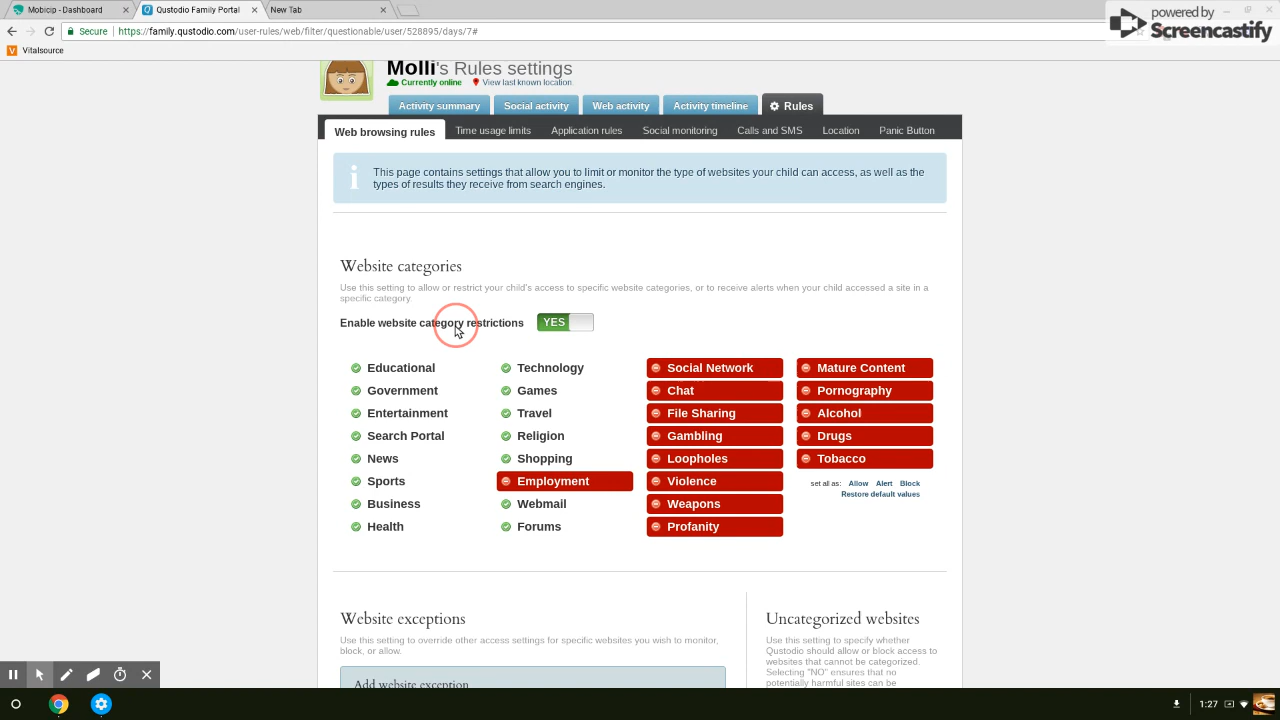 Mobicip - Dashboard
Qustodio Family Portal
New Tab
powered by
Screencastify
Secure
https://family.qustodio.com/user-rules/web/filter/questionable/user/528895/days/7#
Vitalsource
Molli's Rules settings
Currently online
View last known location.
Activity summary
Social activity
Web activity
Activity timeline
Rules
Web browsing rules
Time usage limits
Application rules
Social monitoring
Calls and SMS
Location
Panic Button
This page contains settings that allow you to limit or monitor the type of websites your child can access, as well as the
types of results they receive from search engines.
Website categories
Use this setting to allow or restrict your child's access to specific website categories, or to receive alerts when your child accessed a site in a
specific category.
Enable website category restrictions
YES
Educational
Government
Entertainment
Search Portal
News
Sports
Business
Health
Technology
Games
Travel
Religion
Shopping
Employment
Webmail
Forums
Social Network
Chat
File Sharing
Gambling
Loopholes
Violence
Weapons
Profanity
Mature Content
Pornography
Alcohol
Drugs
Tobacco
set all as: Allow Alert Block
Restore default values
Website exceptions
Use this setting to override other access settings for specific websites you wish to monitor,
block, or allow.
Add website exception
Uncategorized websites
Use this setting to specify whether
Qustodio should allow or block access to
websites that cannot be categorized.
Selecting "NO" ensures that no
potentially harmful sites can be
1:27